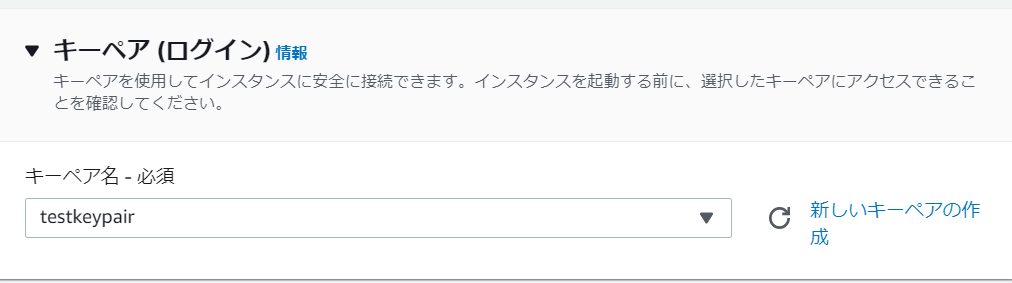 キーペア (ログイン) 情報
キーペアを使用してインスタンスに安全に接続できます。インスタンスを起動する前に、選択したキーペアにアクセスできるこ
とを確認してください。
キーペア名 - 必須
testkeypair
新しいキーペアの作
成